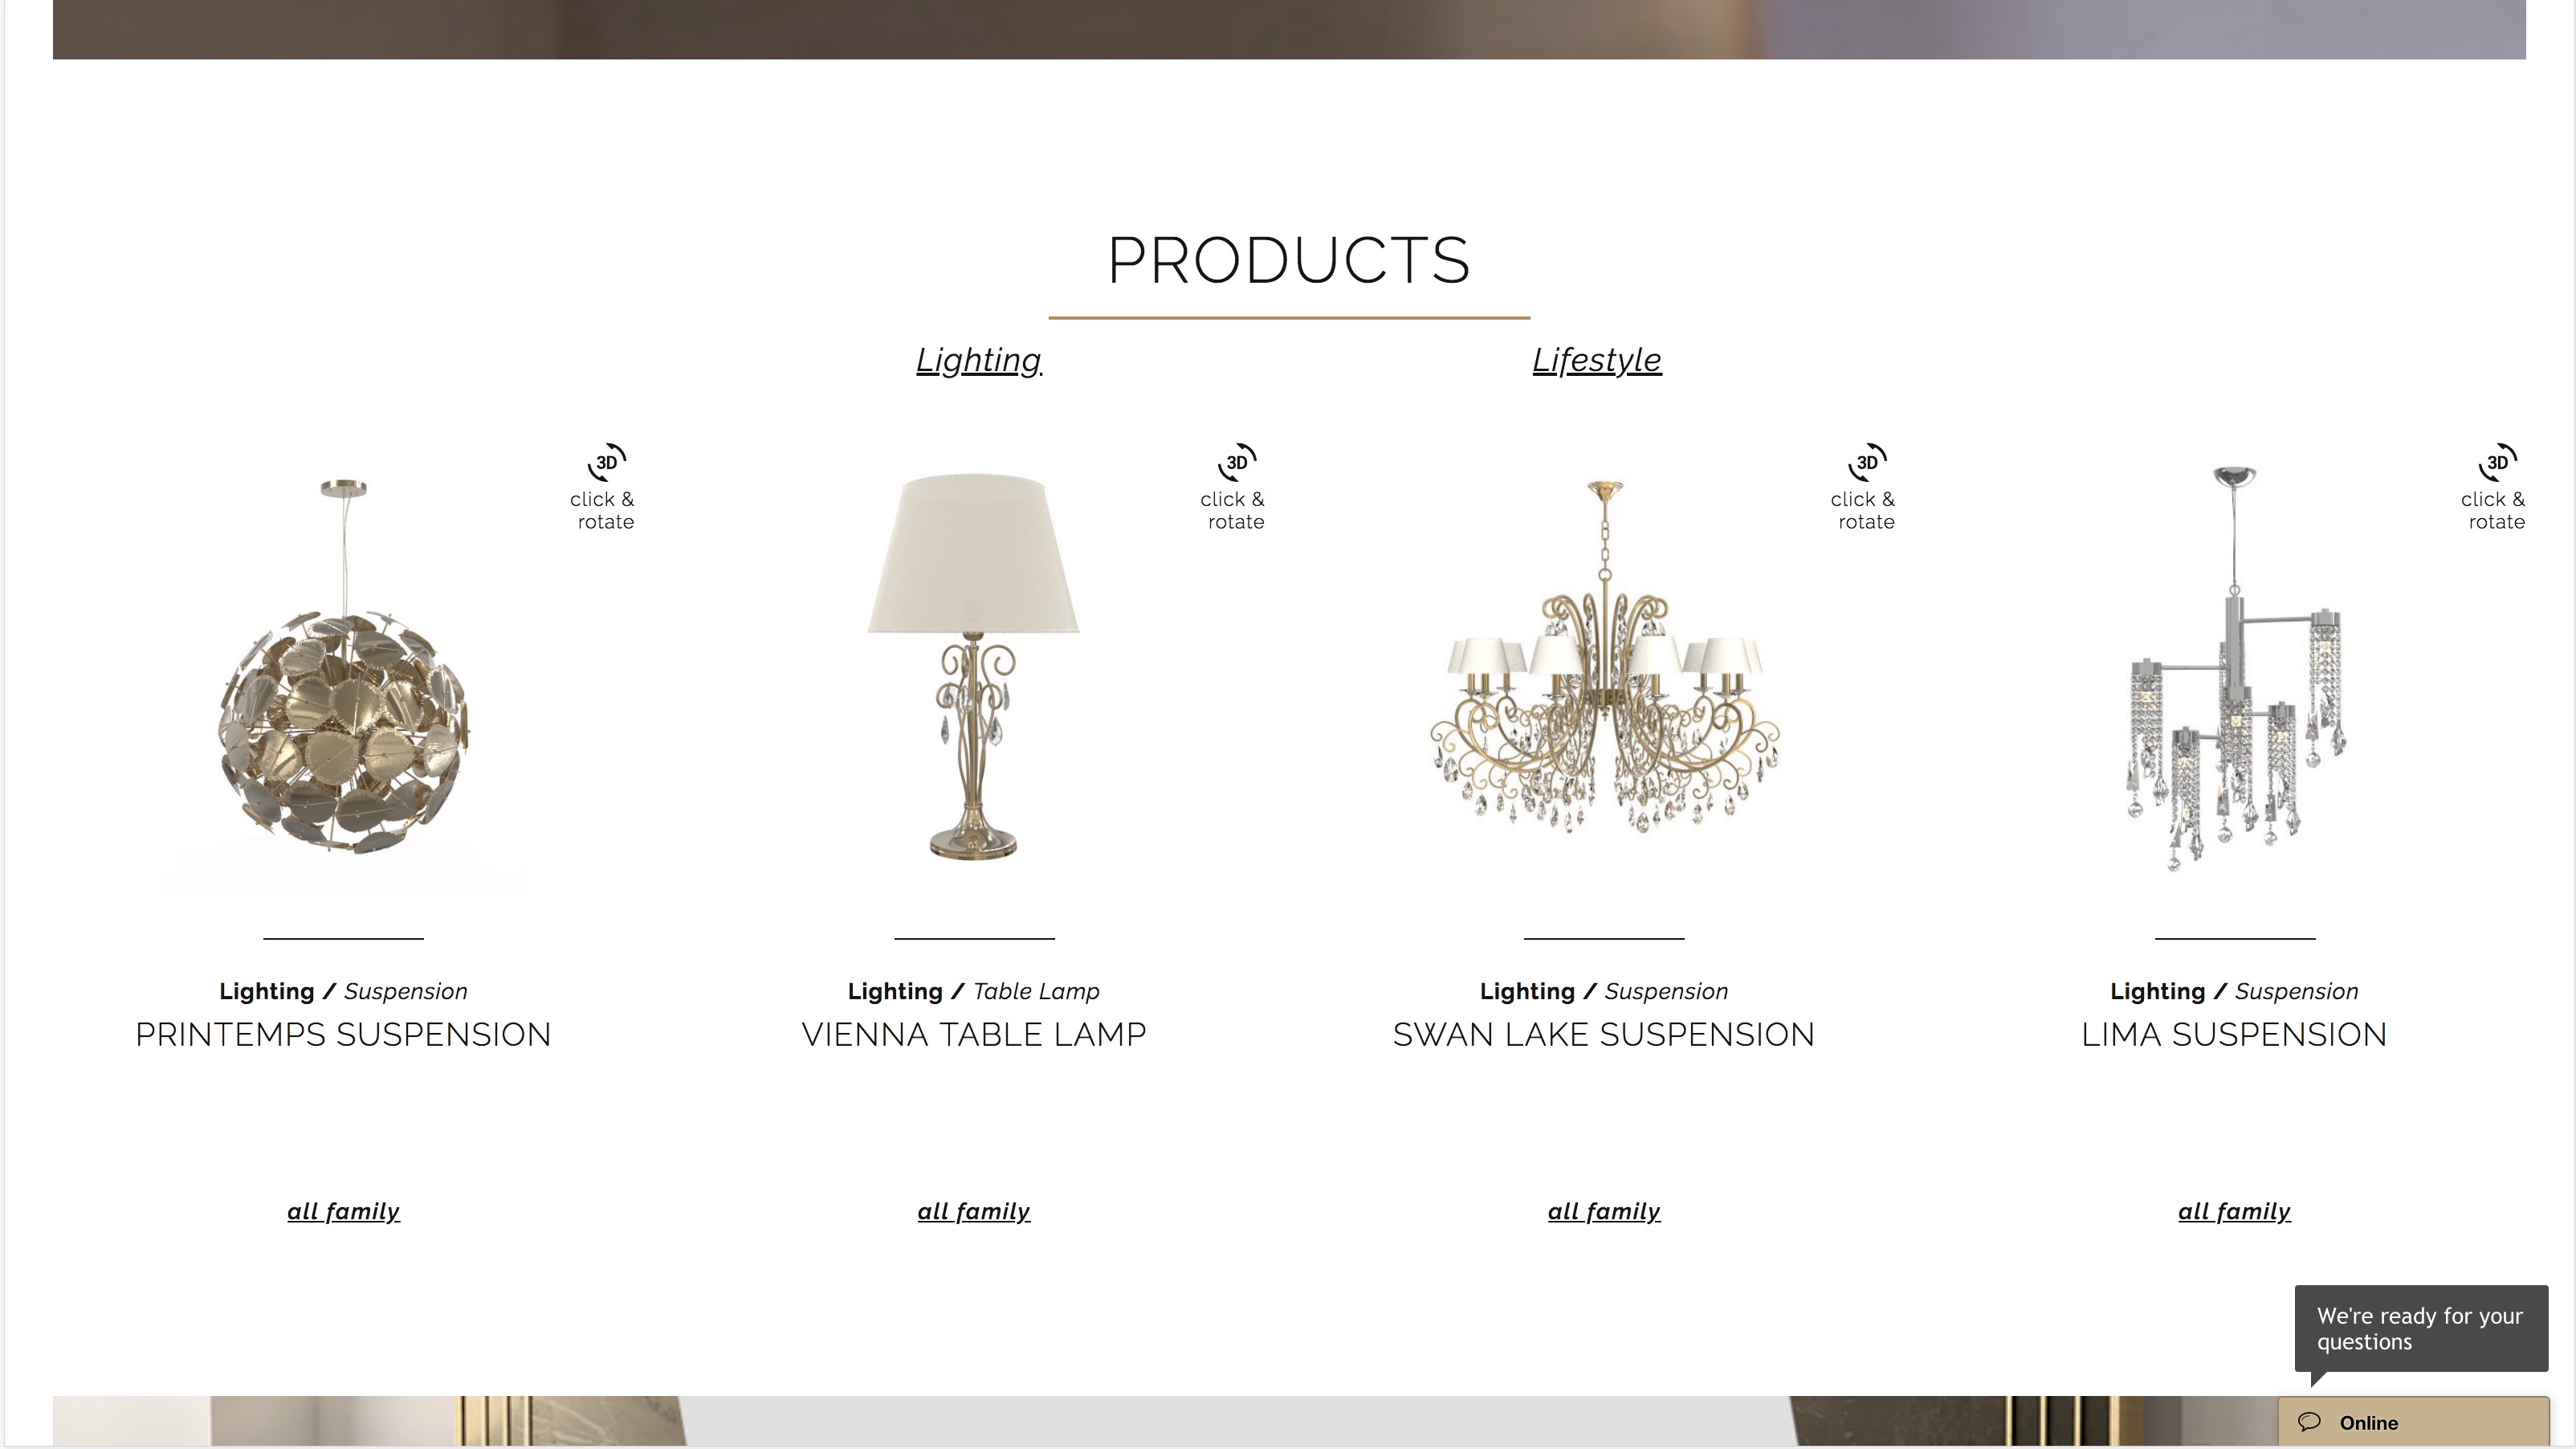 PRODUCTS
Lighting
Lifestyle
3D
click &
rotate
3D
click &
rotate
3D
click &
rotate
3D
click &
rotate
Lighting / Suspension
PRINTEMPS SUSPENSION
all family
Lighting / Table Lamp
VIENNA TABLE LAMP
all family
Lighting / Suspension
SWAN LAKE SUSPENSION
all family
Lighting / Suspension
LIMA SUSPENSION
all family
We're ready for your
questions
Online